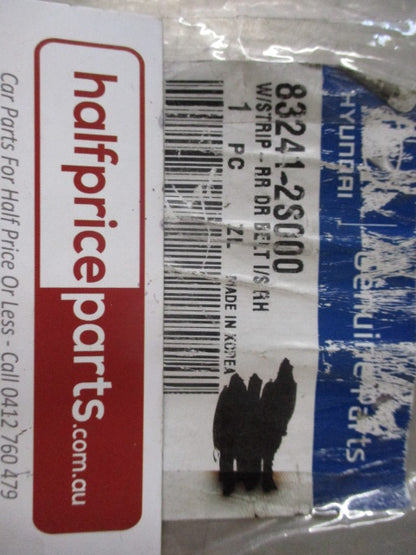 HYUNDAI | Genuine parts
83241-2S000
W/STRIP - RR DR BELT I/S RH
1 PC ZL
MADE IN KOREA
halfpriceparts.com.au
Car Parts For Half Price Or Less - Call 0412 760 479